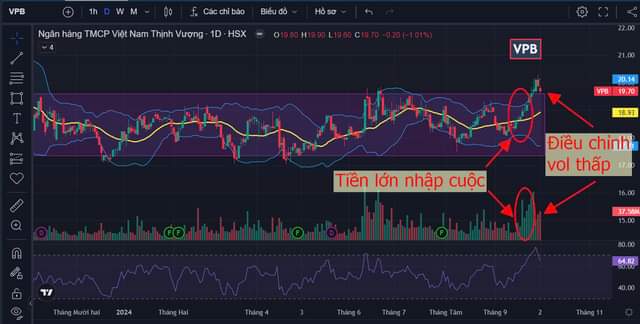 VPB
1h D W M
Các chỉ báo
Biểu đồ
Hồ sơ
Ngân hàng TMCP Việt Nam Thịnh Vượng · 1D · HSX
O19.80 H19.90 L19.60 C19.70 −0.20 (−1.01%)
4
VPB
22.00
21.00
20.14
VPB 19.70
18.93
17.00
16.00
15.00
37.58M
Điều chỉnh
vol thấp
Tiền lớn nhập cuộc
D F F F D F
80.00
64.82
40.00
20.00
Tháng Mười hai 2024 Tháng Hai Tháng 4 3 Tháng 6 Tháng 7 Tháng Tám Tháng 9 2 Tháng 11